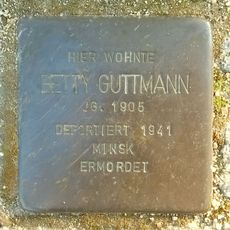 HIER WOHNTE
BETTY GUTTMANN
JG. 1905
DEPORTIERT 1941
MINSK
ERMORDET